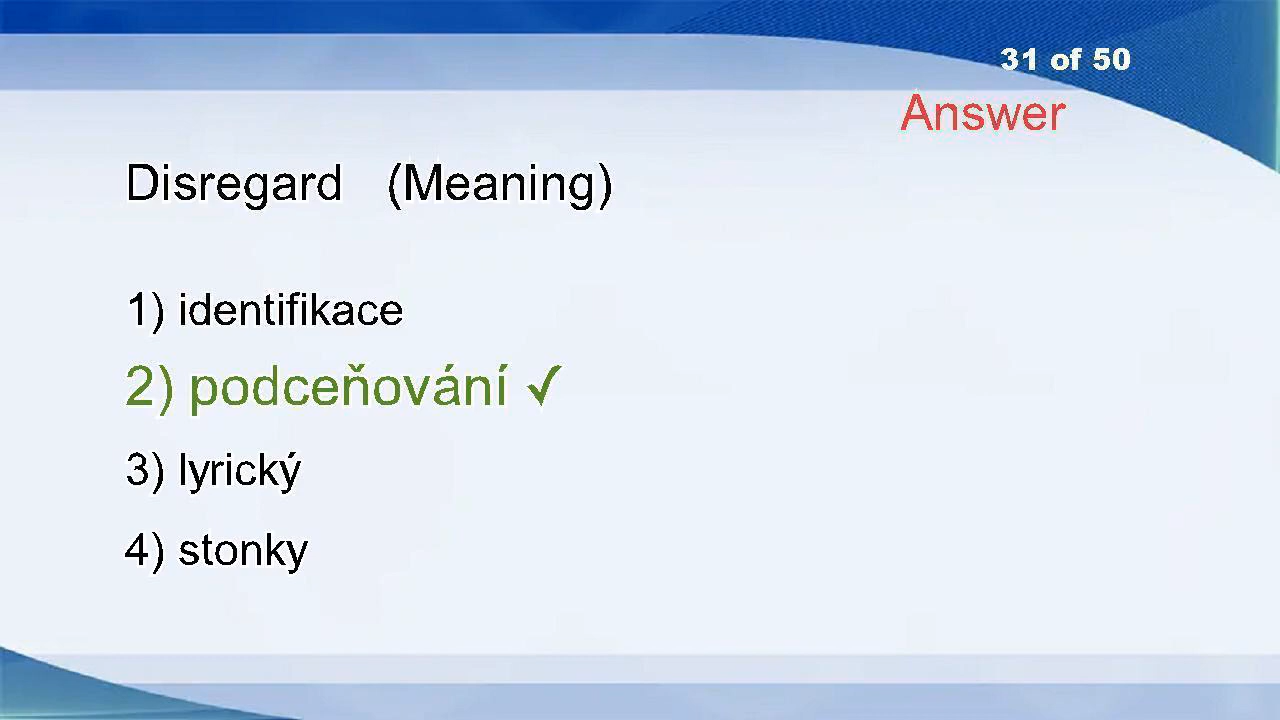 31 of 50
Answer
Disregard (Meaning)
1) identifikace
2) podceňování ✓
3) lyrický
4) stonky